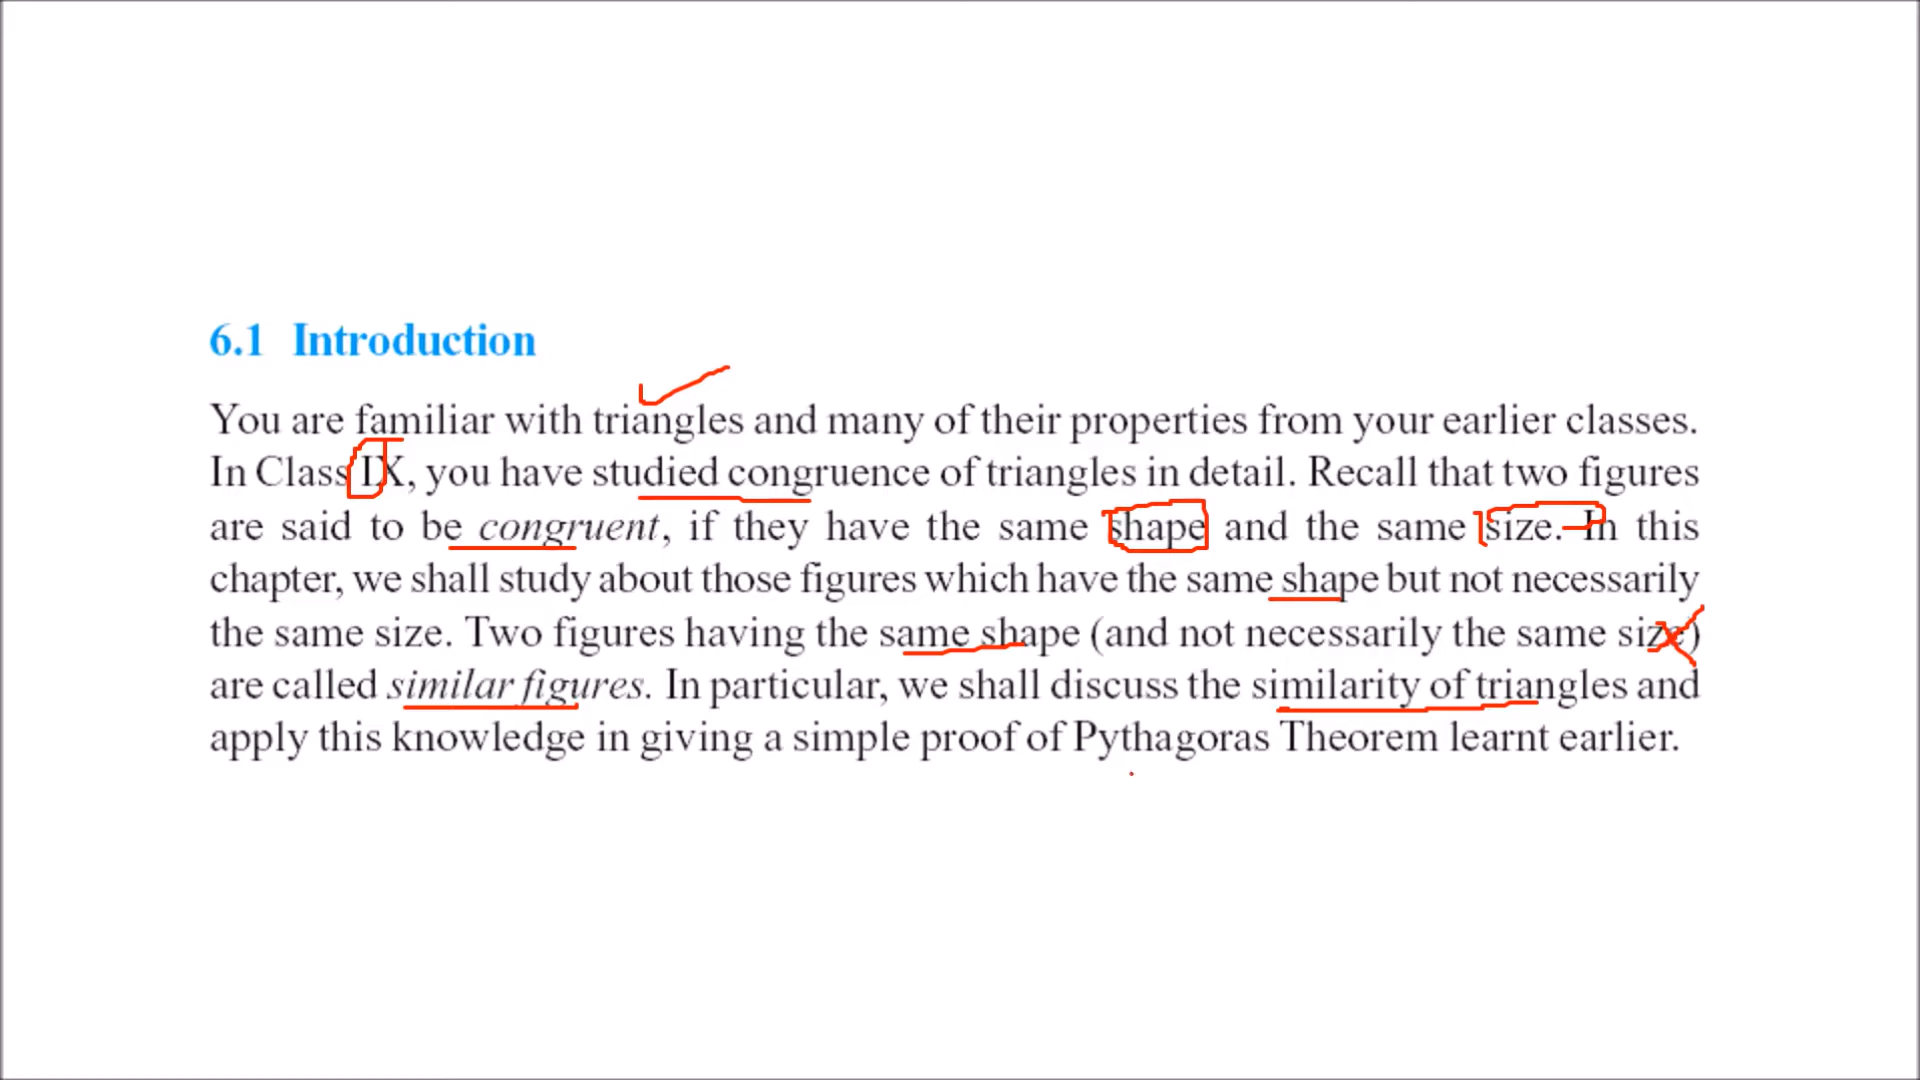 6.1 Introduction
You are familiar with triangles and many of their properties from your earlier classes.
In Class IX, you have studied congruence of triangles in detail. Recall that two figures
are said to be congruent, if they have the same shape and the same size. In this
chapter, we shall study about those figures which have the same shape but not necessarily
the same size. Two figures having the same shape (and not necessarily the same size)
are called similar figures. In particular, we shall discuss the similarity of triangles and
apply this knowledge in giving a simple proof of Pythagoras Theorem learnt earlier.